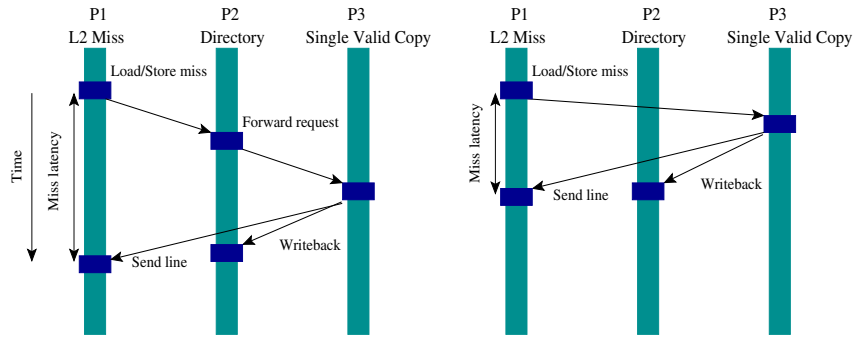 P1
L2 Miss
P2
Directory
P3
Single Valid Copy
Load/Store miss
Forward request
Time
Miss latency
Writeback
Send line
P1
L2 Miss
P2
Directory
P3
Single Valid Copy
Load/Store miss
Miss latency
Writeback
Send line